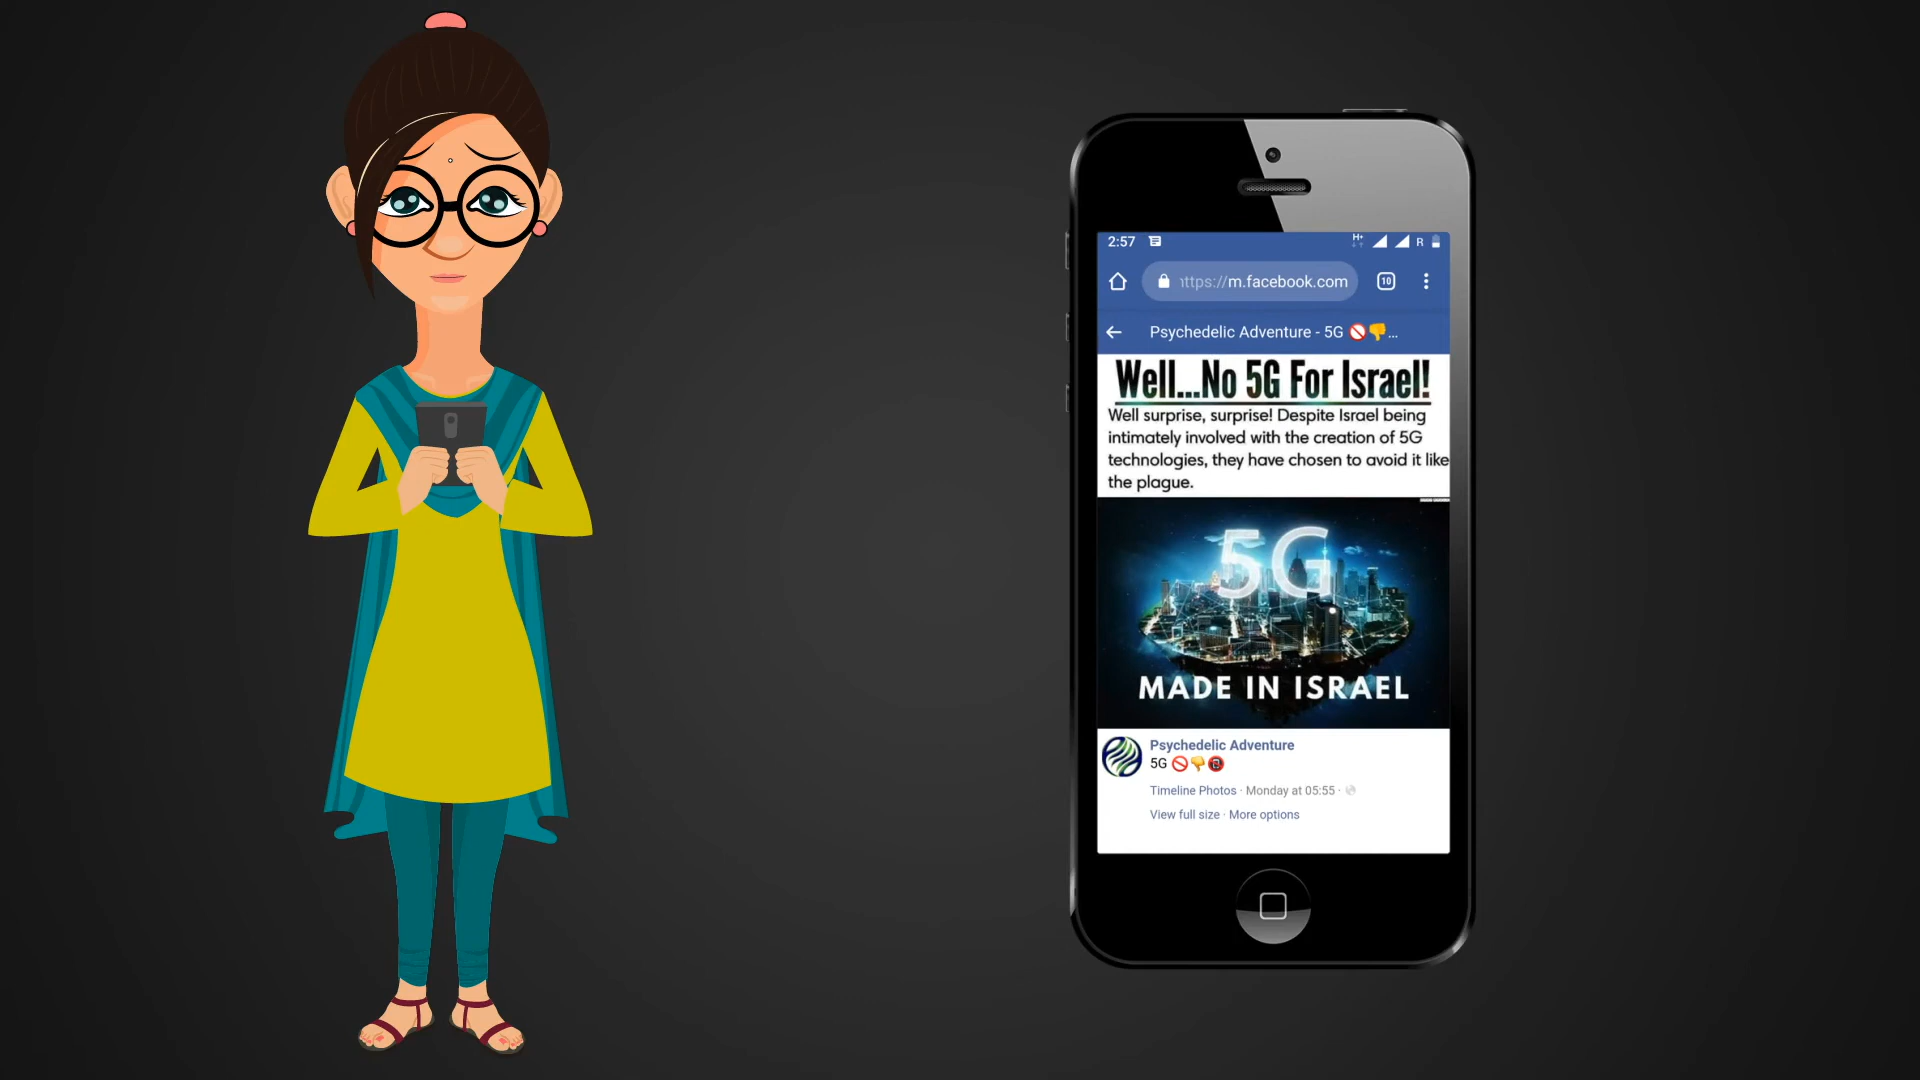 2:57
H+
R
ttps://m.facebook.com
10
Psychedelic Adventure - 5G 🚫👎...
Well...No 5G For Israel!
Well surprise, surprise! Despite Israel being
intimately involved with the creation of 5G
technologies, they have chosen to avoid it like
the plague.
5G
MADE IN ISRAEL
Psychedelic Adventure
5G 🚫👎📵
Timeline Photos · Monday at 05:55 ·
View full size · More options